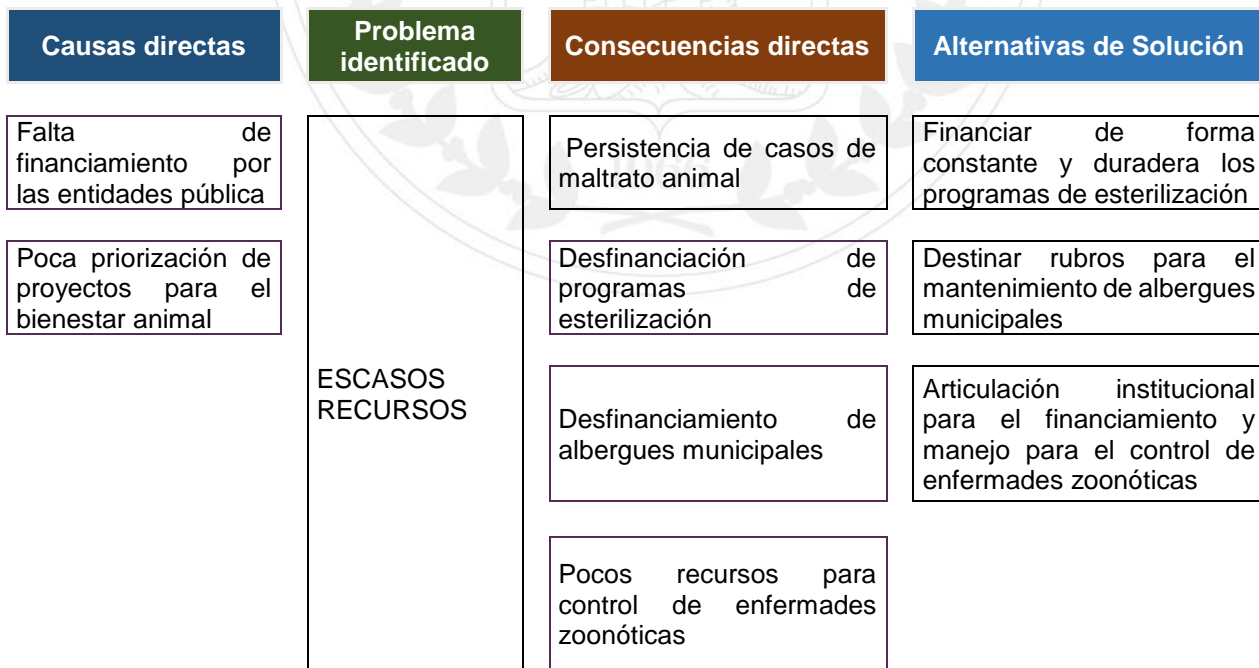 Causas directas
Problema
identificado
Consecuencias directas
Alternativas de Solución
Falta de
financiamiento por
las entidades pública
Poca priorización de
proyectos para el
bienestar animal
ESCASOS
RECURSOS
Persistencia de casos de
maltrato animal
Desfinanciación de
programas de
esterilización
Desfinanciamiento de
albergues municipales
Pocos recursos para
control de enfermades
zoonóticas
Financiar de forma
constante y duradera los
programas de esterilización
Destinar rubros para el
mantenimiento de albergues
municipales
Articulación institucional
para el financiamiento y
manejo para el control de
enfermades zoonóticas